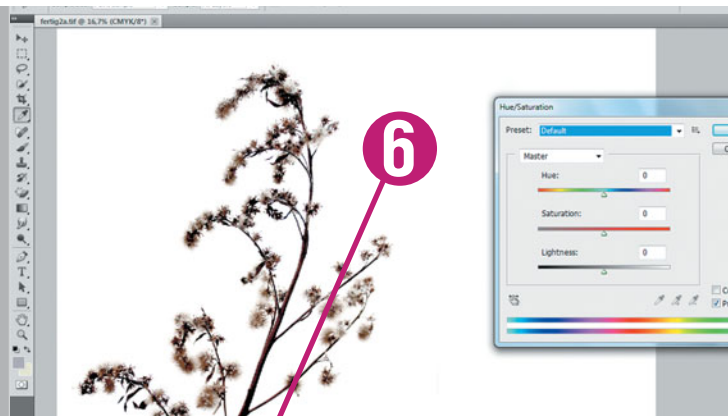 fertig2a.tif @ 16,7% (CMYK/8*)
6
Hue/Saturation
Preset: Default
Master
Hue: 0
Saturation: 0
Lightness: 0